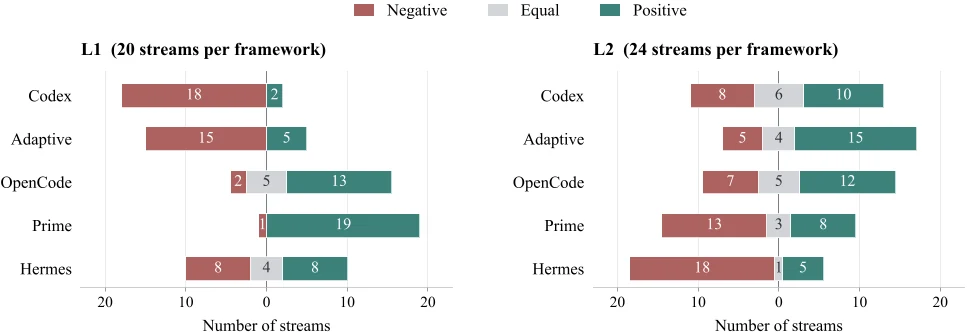 Negative Equal Positive
L1 (20 streams per framework)
Codex 18 2
Adaptive 15 5
OpenCode 2 5 13
Prime 1 19
Hermes 8 4 8
20 10 0 10 20
Number of streams
L2 (24 streams per framework)
Codex 8 6 10
Adaptive 5 4 15
OpenCode 7 5 12
Prime 13 3 8
Hermes 18 1 5
20 10 0 10 20
Number of streams